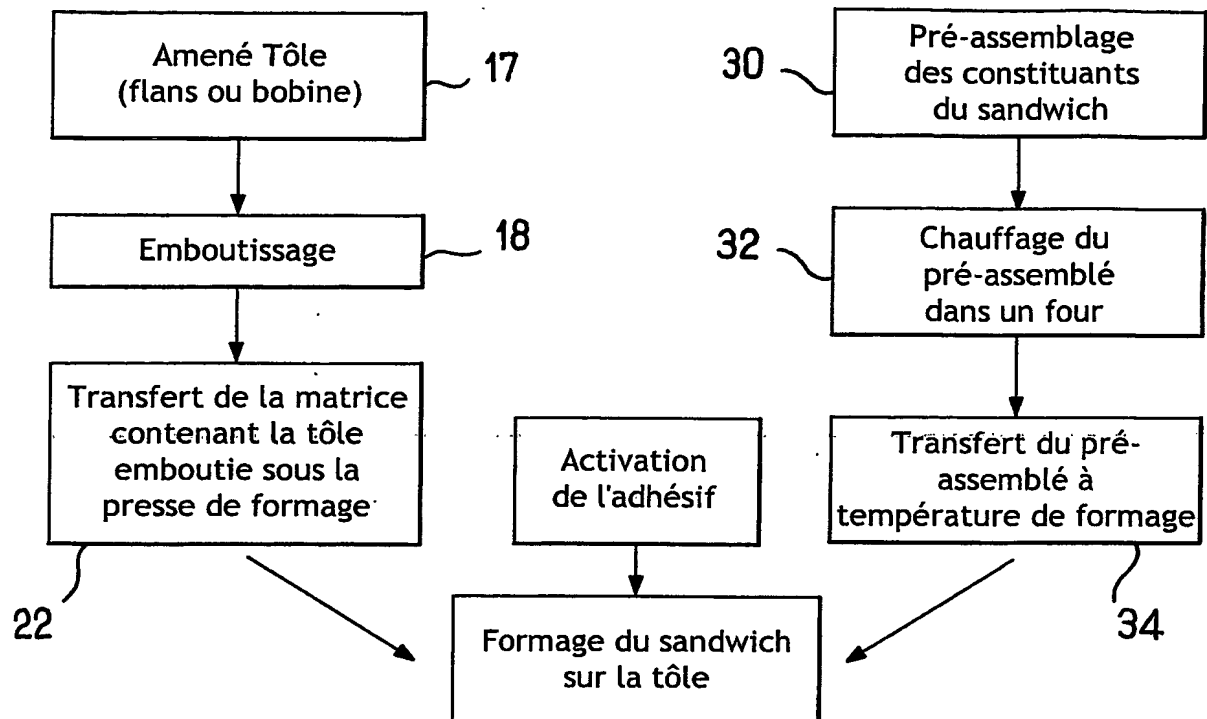 Amené Tôle
(flans ou bobine)
17
Emboutissage
18
Transfert de la matrice
contenant la tôle
emboutie sous la
presse de formage
22
Activation
de l'adhésif
30
Pré-assemblage
des constituants
du sandwich
32
Chauffage du
pré-assemblé
dans un four
Transfert du pré-
assemblé à
température de formage
34
Formage du sandwich
sur la tôle